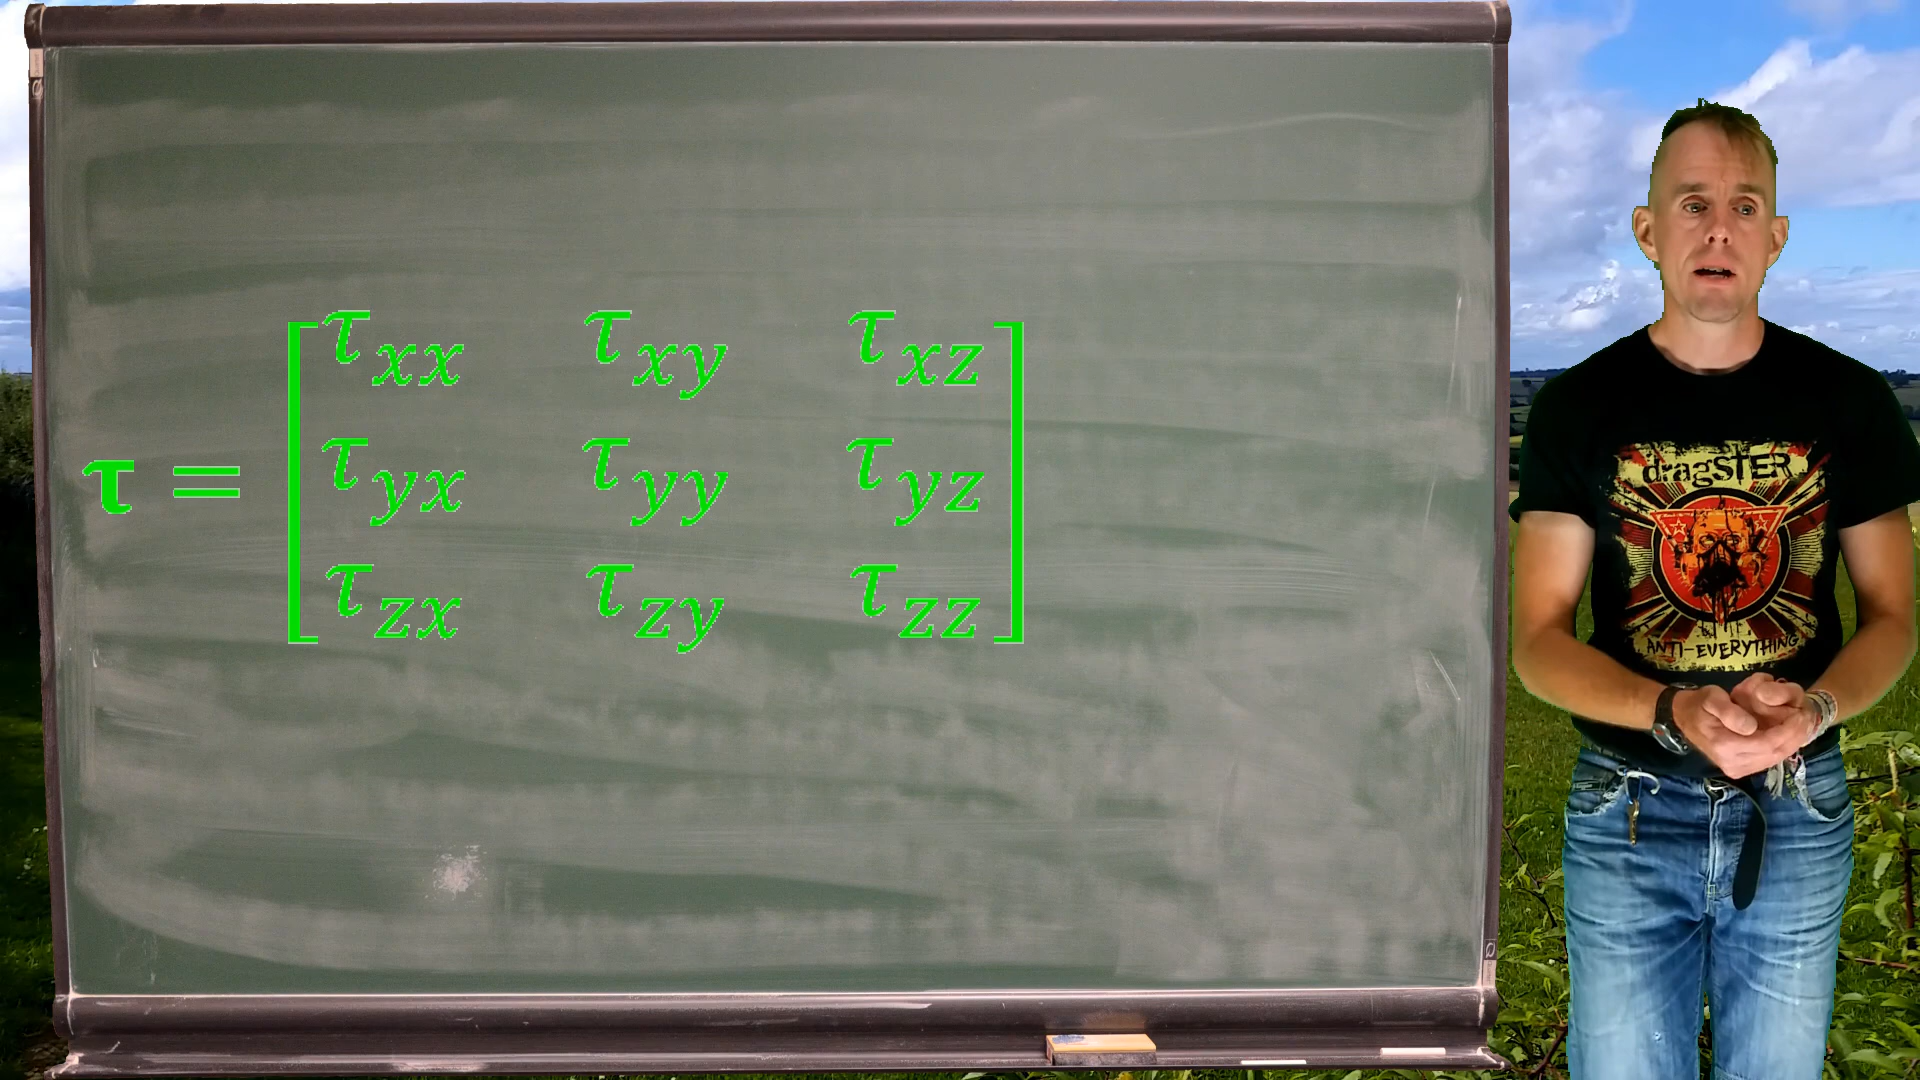 τ = [ τxx τxy τxz
τyx τyy τyz
τzx τzy τzz ]
dragSTER
ANTI-EVERYTHING